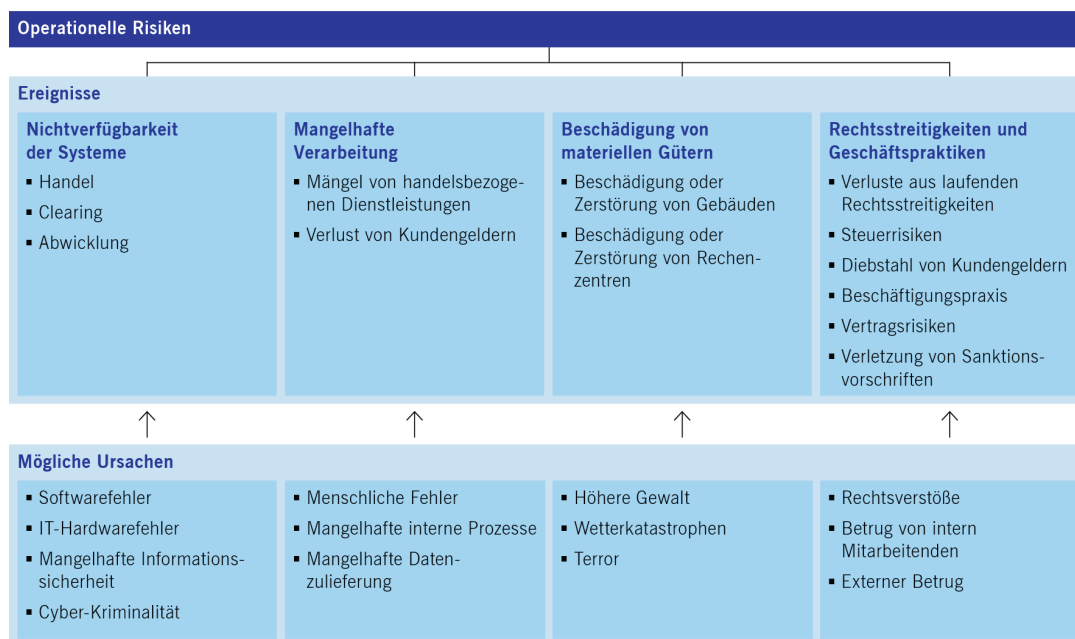 Operationelle Risiken
Ereignisse
Nichtverfügbarkeit
der Systeme
▪ Handel
▪ Clearing
▪ Abwicklung
Mangelhafte
Verarbeitung
▪ Mängel von handelsbezoge-
nen Dienstleistungen
▪ Verlust von Kundengeldern
Beschädigung von
materiellen Gütern
▪ Beschädigung oder
Zerstörung von Gebäuden
▪ Beschädigung oder
Zerstörung von Rechen-
zentren
Rechtsstreitigkeiten und
Geschäftspraktiken
▪ Verluste aus laufenden
Rechtsstreitigkeiten
▪ Steuerrisiken
▪ Diebstahl von Kundengeldern
▪ Beschäftigungspraxis
▪ Vertragsrisiken
▪ Verletzung von Sanktions-
vorschriften
Mögliche Ursachen
▪ Softwarefehler
▪ IT-Hardwarefehler
▪ Mangelhafte Informations-
sicherheit
▪ Cyber-Kriminalität
▪ Menschliche Fehler
▪ Mangelhafte interne Prozesse
▪ Mangelhafte Daten-
zulieferung
▪ Höhere Gewalt
▪ Wetterkatastrophen
▪ Terror
▪ Rechtsverstöße
▪ Betrug von intern
Mitarbeitenden
▪ Externer Betrug